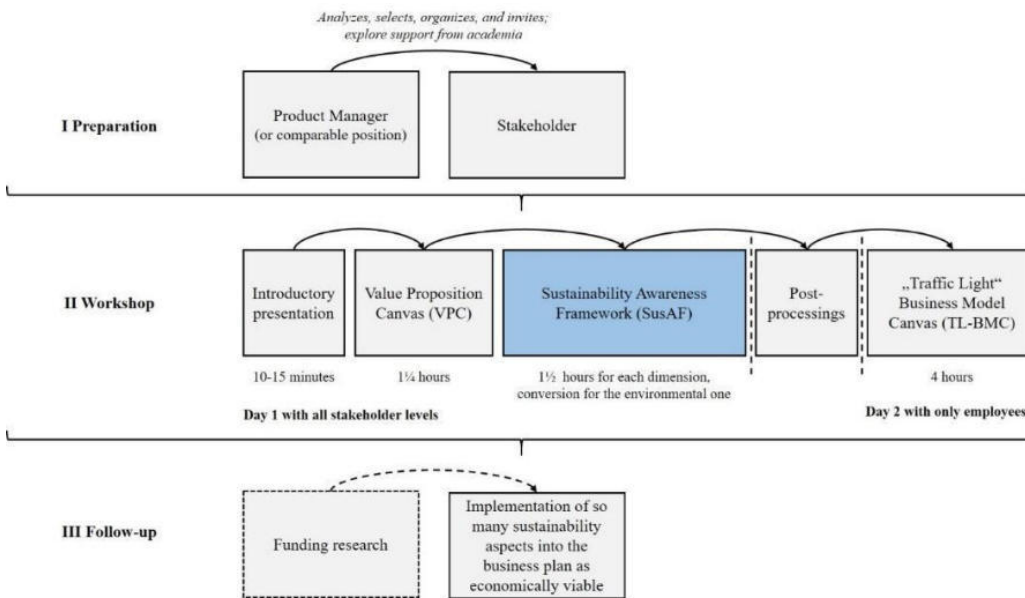 Analyzes, selects, organizes, and invites;
explore support from academia
I Preparation
Product Manager
(or comparable position)
Stakeholder
II Workshop
Introductory
presentation
Value Proposition
Canvas (VPC)
Sustainability Awareness
Framework (SusAF)
Post-
processings
„Traffic Light“
Business Model
Canvas (TL-BMC)
10-15 minutes
1¼ hours
1½ hours for each dimension,
conversion for the environmental one
4 hours
Day 1 with all stakeholder levels
Day 2 with only employees
III Follow-up
Funding research
Implementation of so
many sustainability
aspects into the
business plan as
economically viable